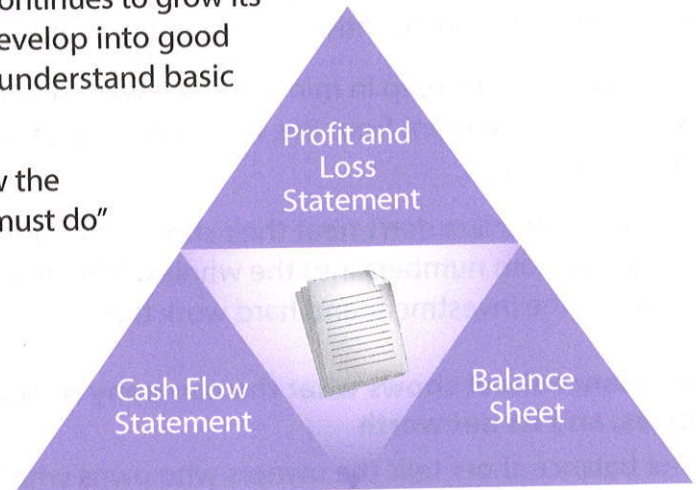 continues to grow its
evelop into good
understand basic
w the
must do"
Profit and
Loss
Statement
Cash Flow
Statement
Balance
Sheet